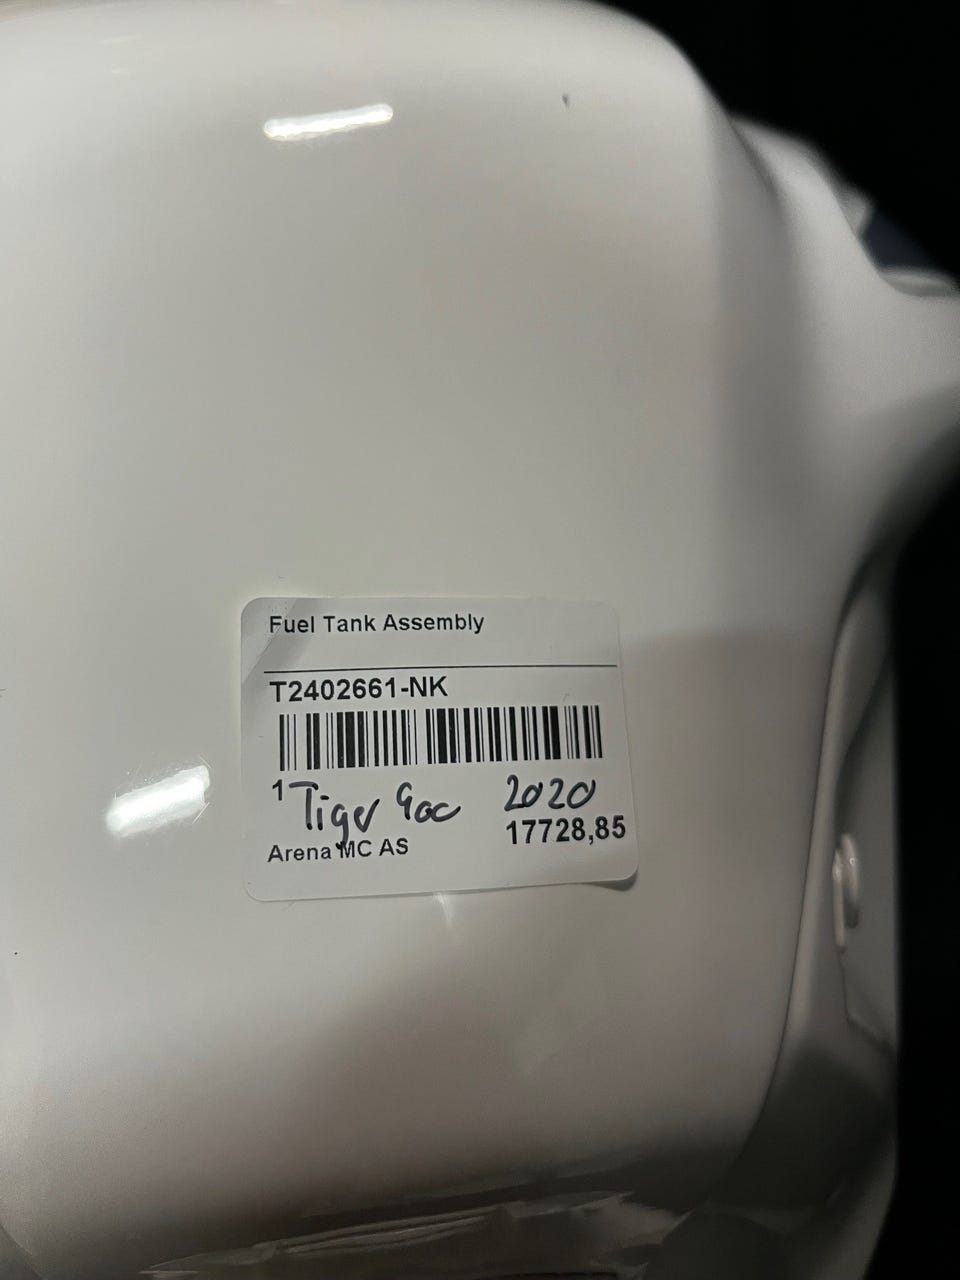 Fuel Tank Assembly
T2402661-NK
1 Tiger 900 2020
17728,85
Arena MC AS